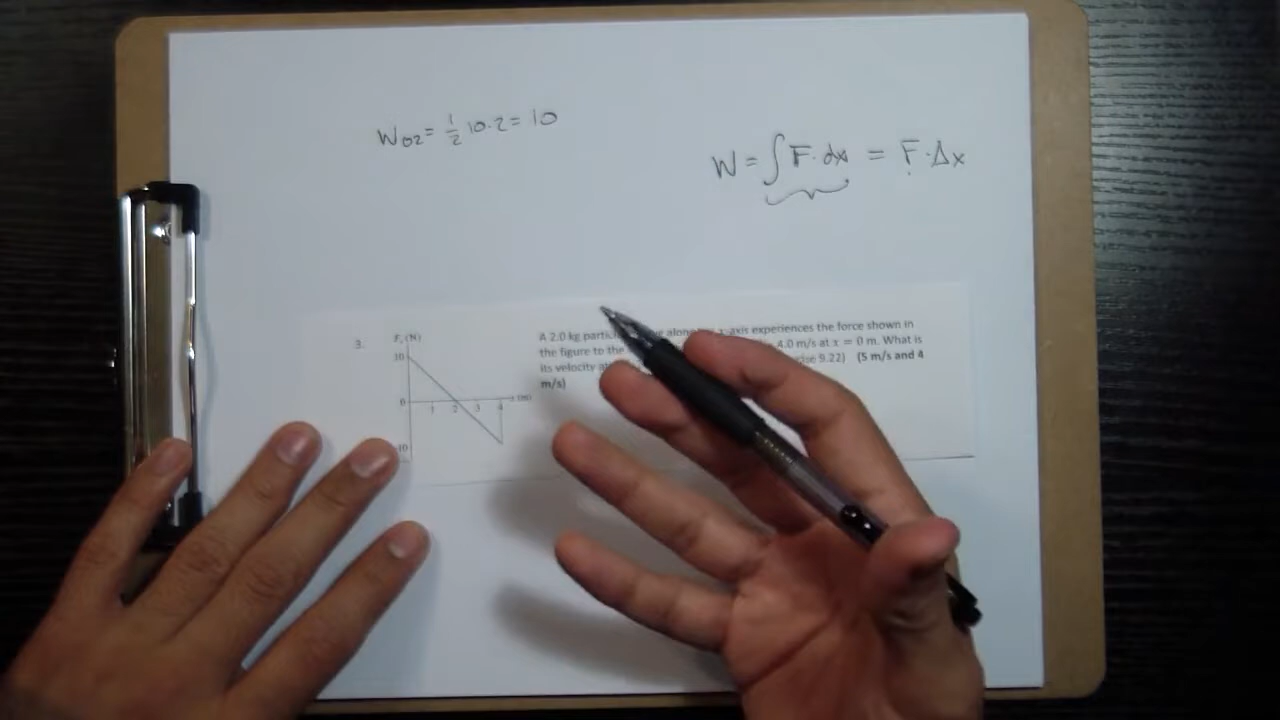 W02 = 1/2 10·2 = 10
W = ∫ F · dx = F · Δx
3.
Fx (N)
10
0
1 2 3 4
-10
A 2.0 kg along x-axis experiences the force shown in
the figure to the 4.0 m/s at x = 0 m. What is
its velocity 9.22) (5 m/s and 4
m/s)